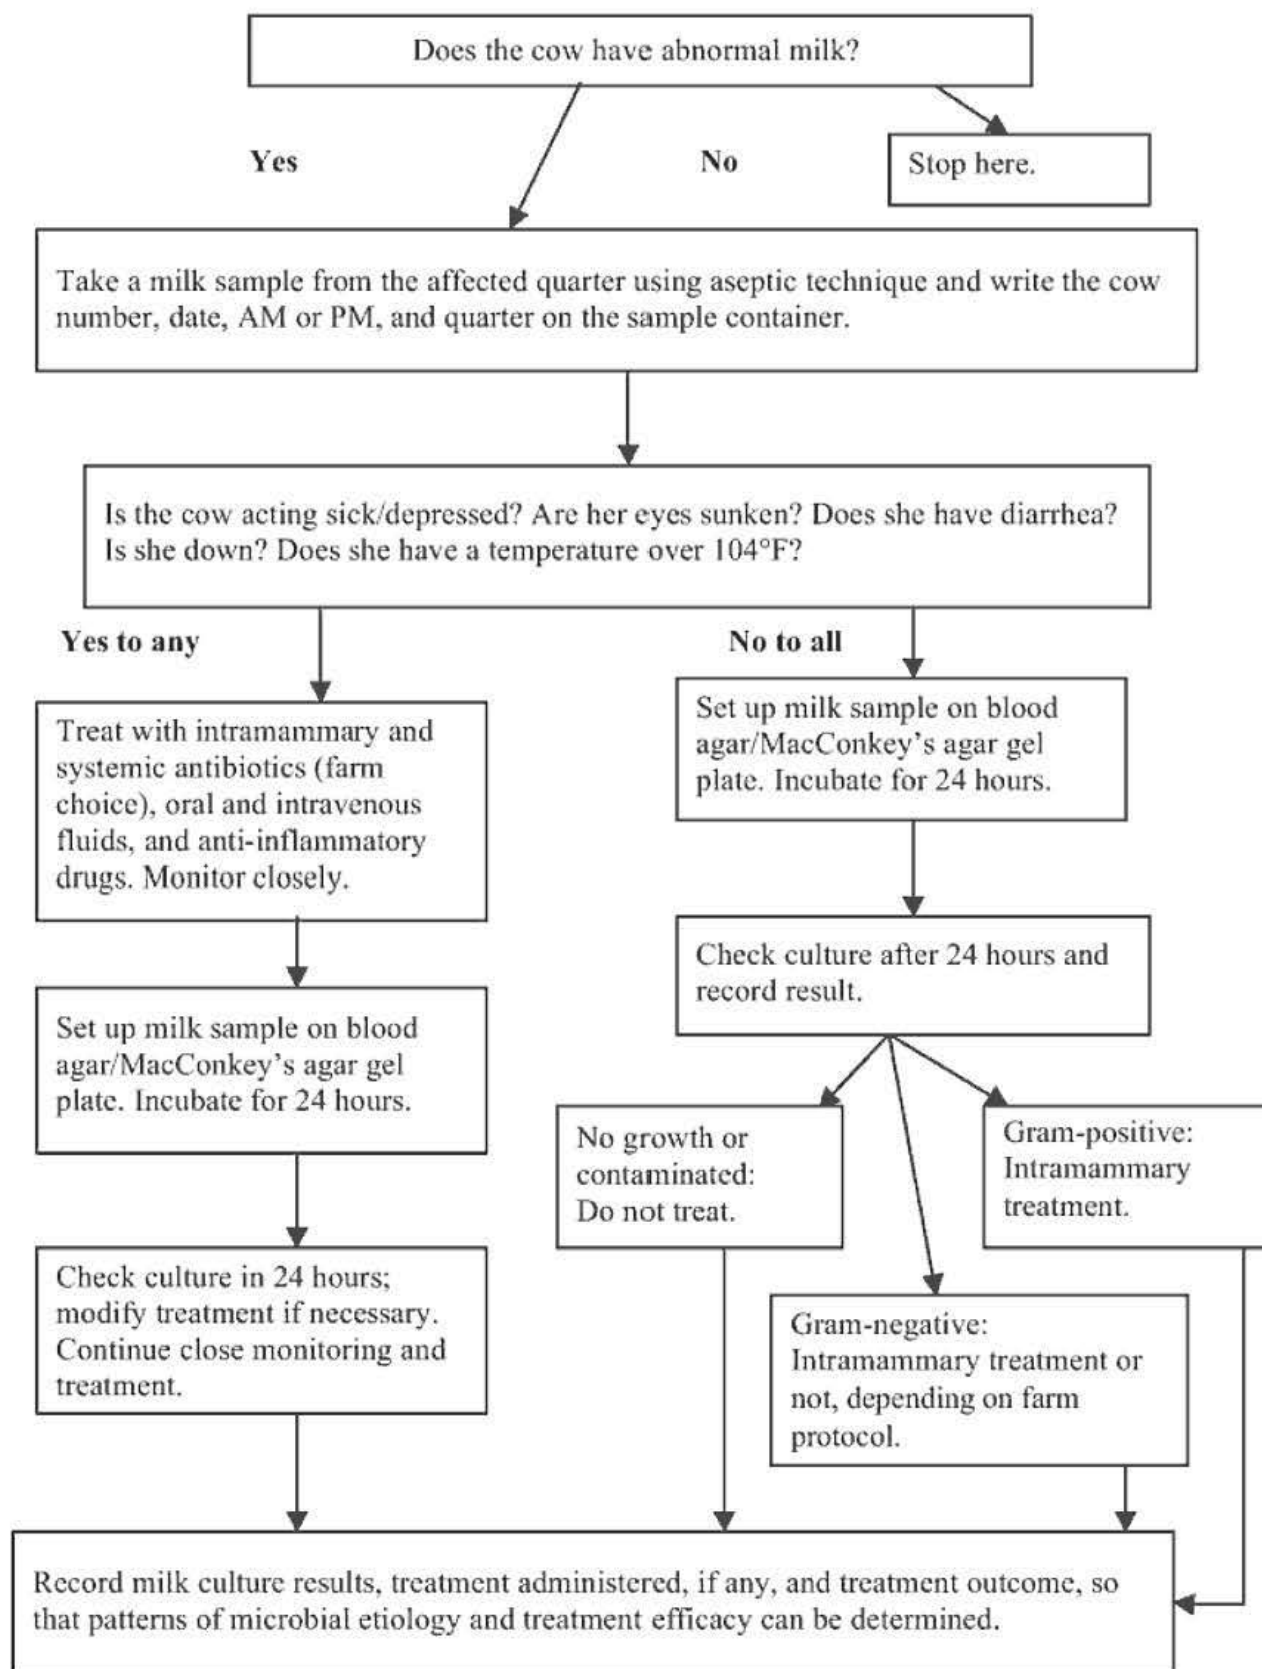 Does the cow have abnormal milk?
Yes
No
Stop here.
Take a milk sample from the affected quarter using aseptic technique and write the cow
number, date, AM or PM, and quarter on the sample container.
Is the cow acting sick/depressed? Are her eyes sunken? Does she have diarrhea?
Is she down? Does she have a temperature over 104°F?
Yes to any
No to all
Treat with intramammary and
systemic antibiotics (farm
choice), oral and intravenous
fluids, and anti-inflammatory
drugs. Monitor closely.
Set up milk sample on blood
agar/MacConkey's agar gel
plate. Incubate for 24 hours.
Check culture in 24 hours;
modify treatment if necessary.
Continue close monitoring and
treatment.
Set up milk sample on blood
agar/MacConkey's agar gel
plate. Incubate for 24 hours.
Check culture after 24 hours and
record result.
No growth or
contaminated:
Do not treat.
Gram-negative:
Intramammary treatment or
not, depending on farm
protocol.
Gram-positive:
Intramammary
treatment.
Record milk culture results, treatment administered, if any, and treatment outcome, so
that patterns of microbial etiology and treatment efficacy can be determined.